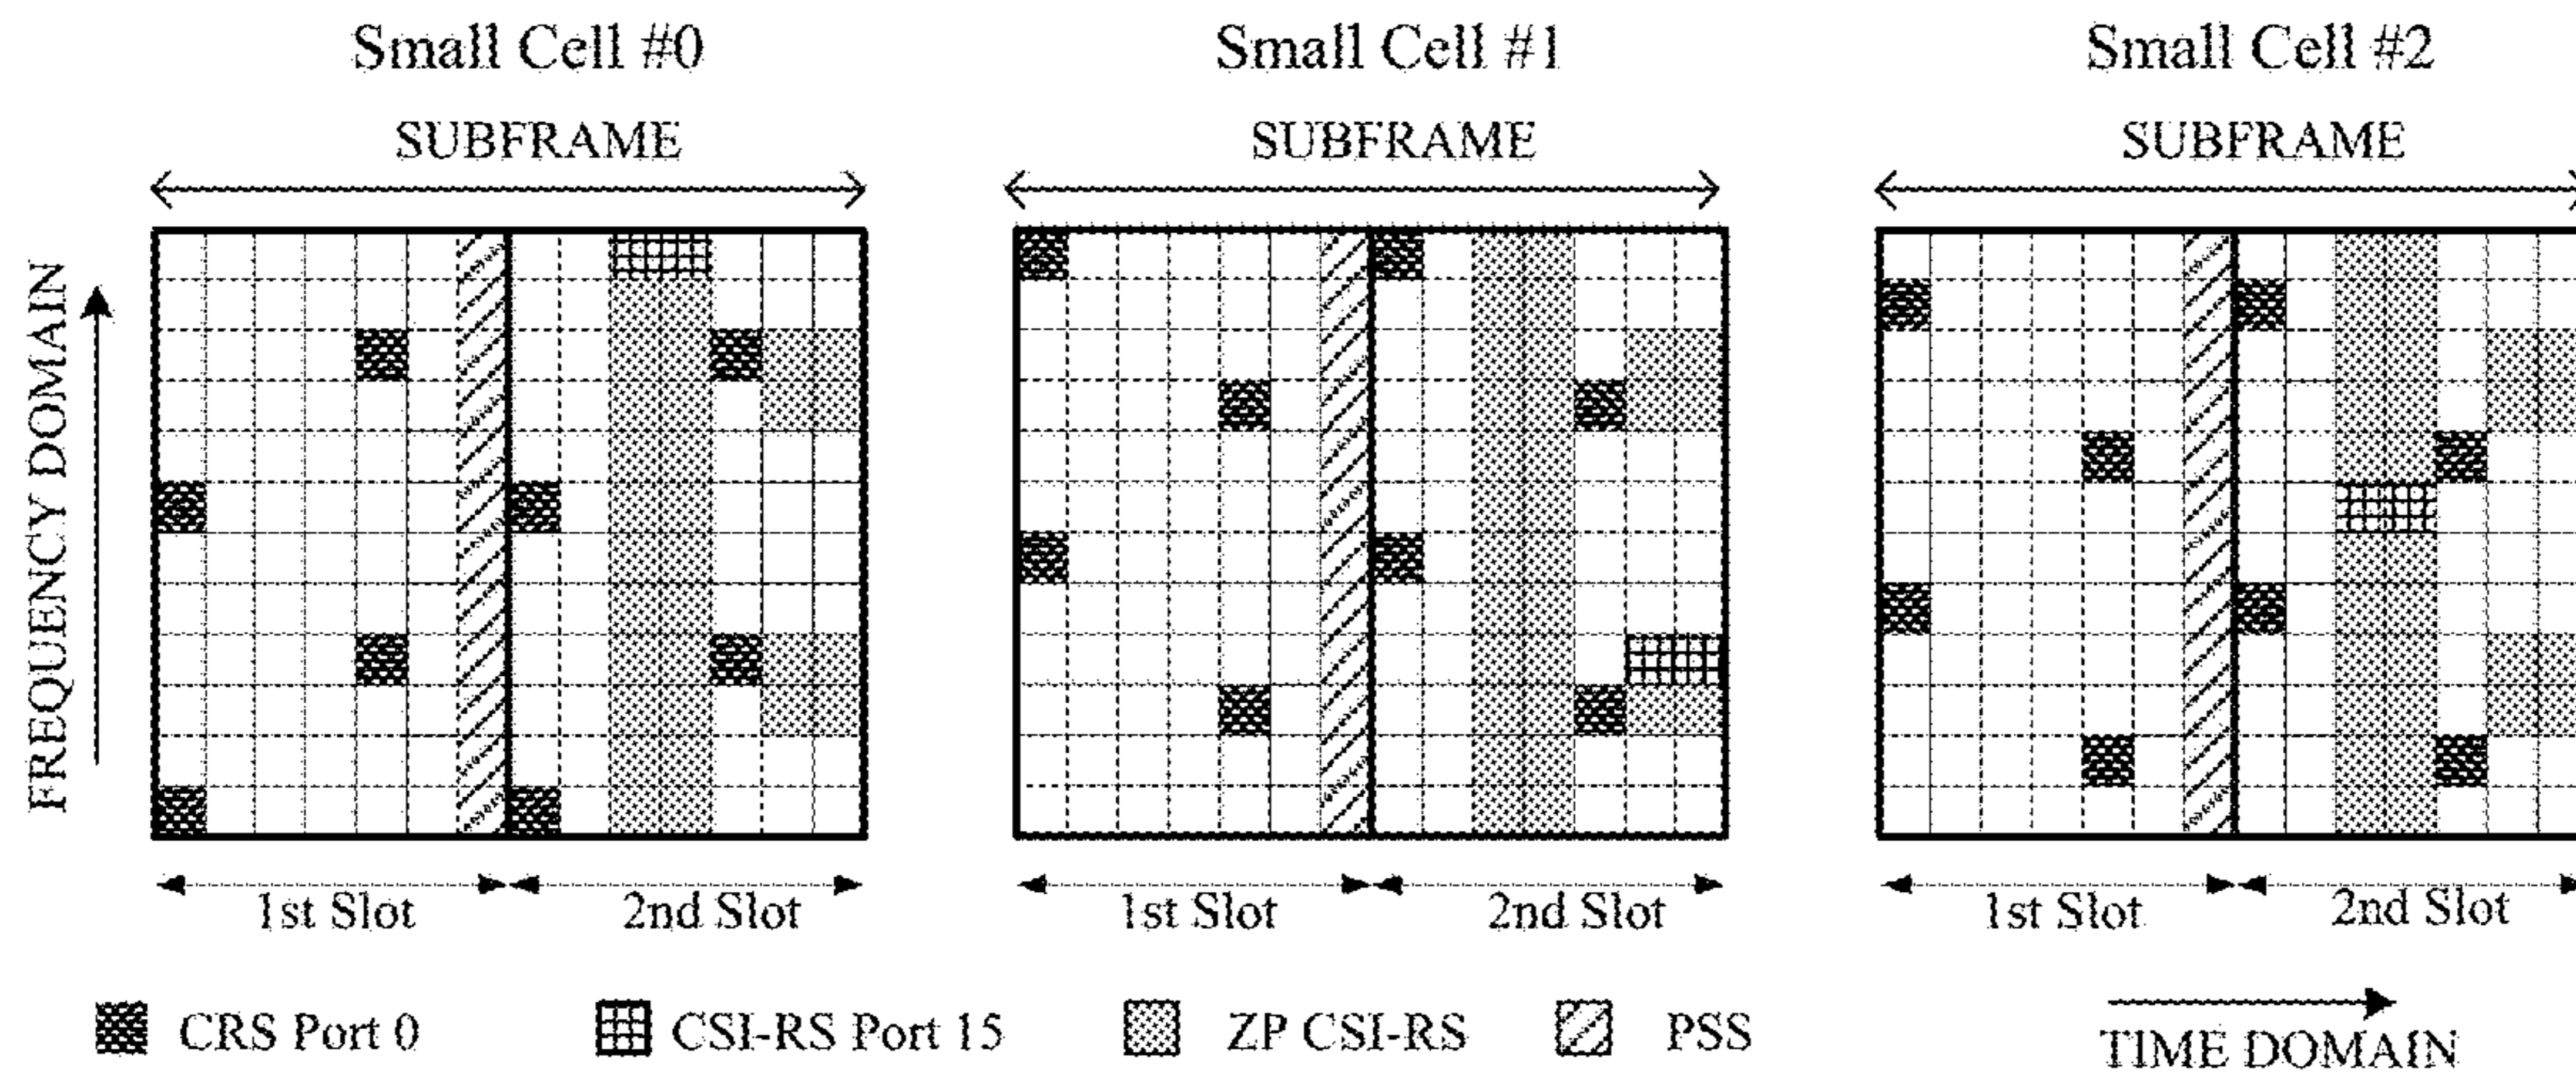 Small Cell #0 Small Cell #1 Small Cell #2
SUBFRAME SUBFRAME SUBFRAME
FREQUENCY DOMAIN
1st Slot 2nd Slot 1st Slot 2nd Slot 1st Slot 2nd Slot
CRS Port 0 CSI-RS Port 15 ZP CSI-RS PSS
TIME DOMAIN